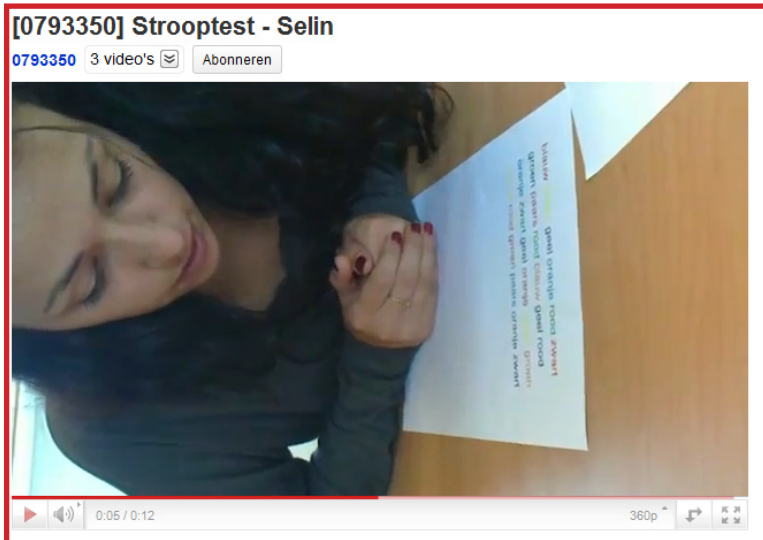 [0793350] Strooptest - Selin
0793350 3 video's Abonneren
blauw geel oranje rood zwart
groen paars rood blauw geel rood
oranje zwart geel oranje groen
rood groen paars oranje zwart
0:05 / 0:12 360p